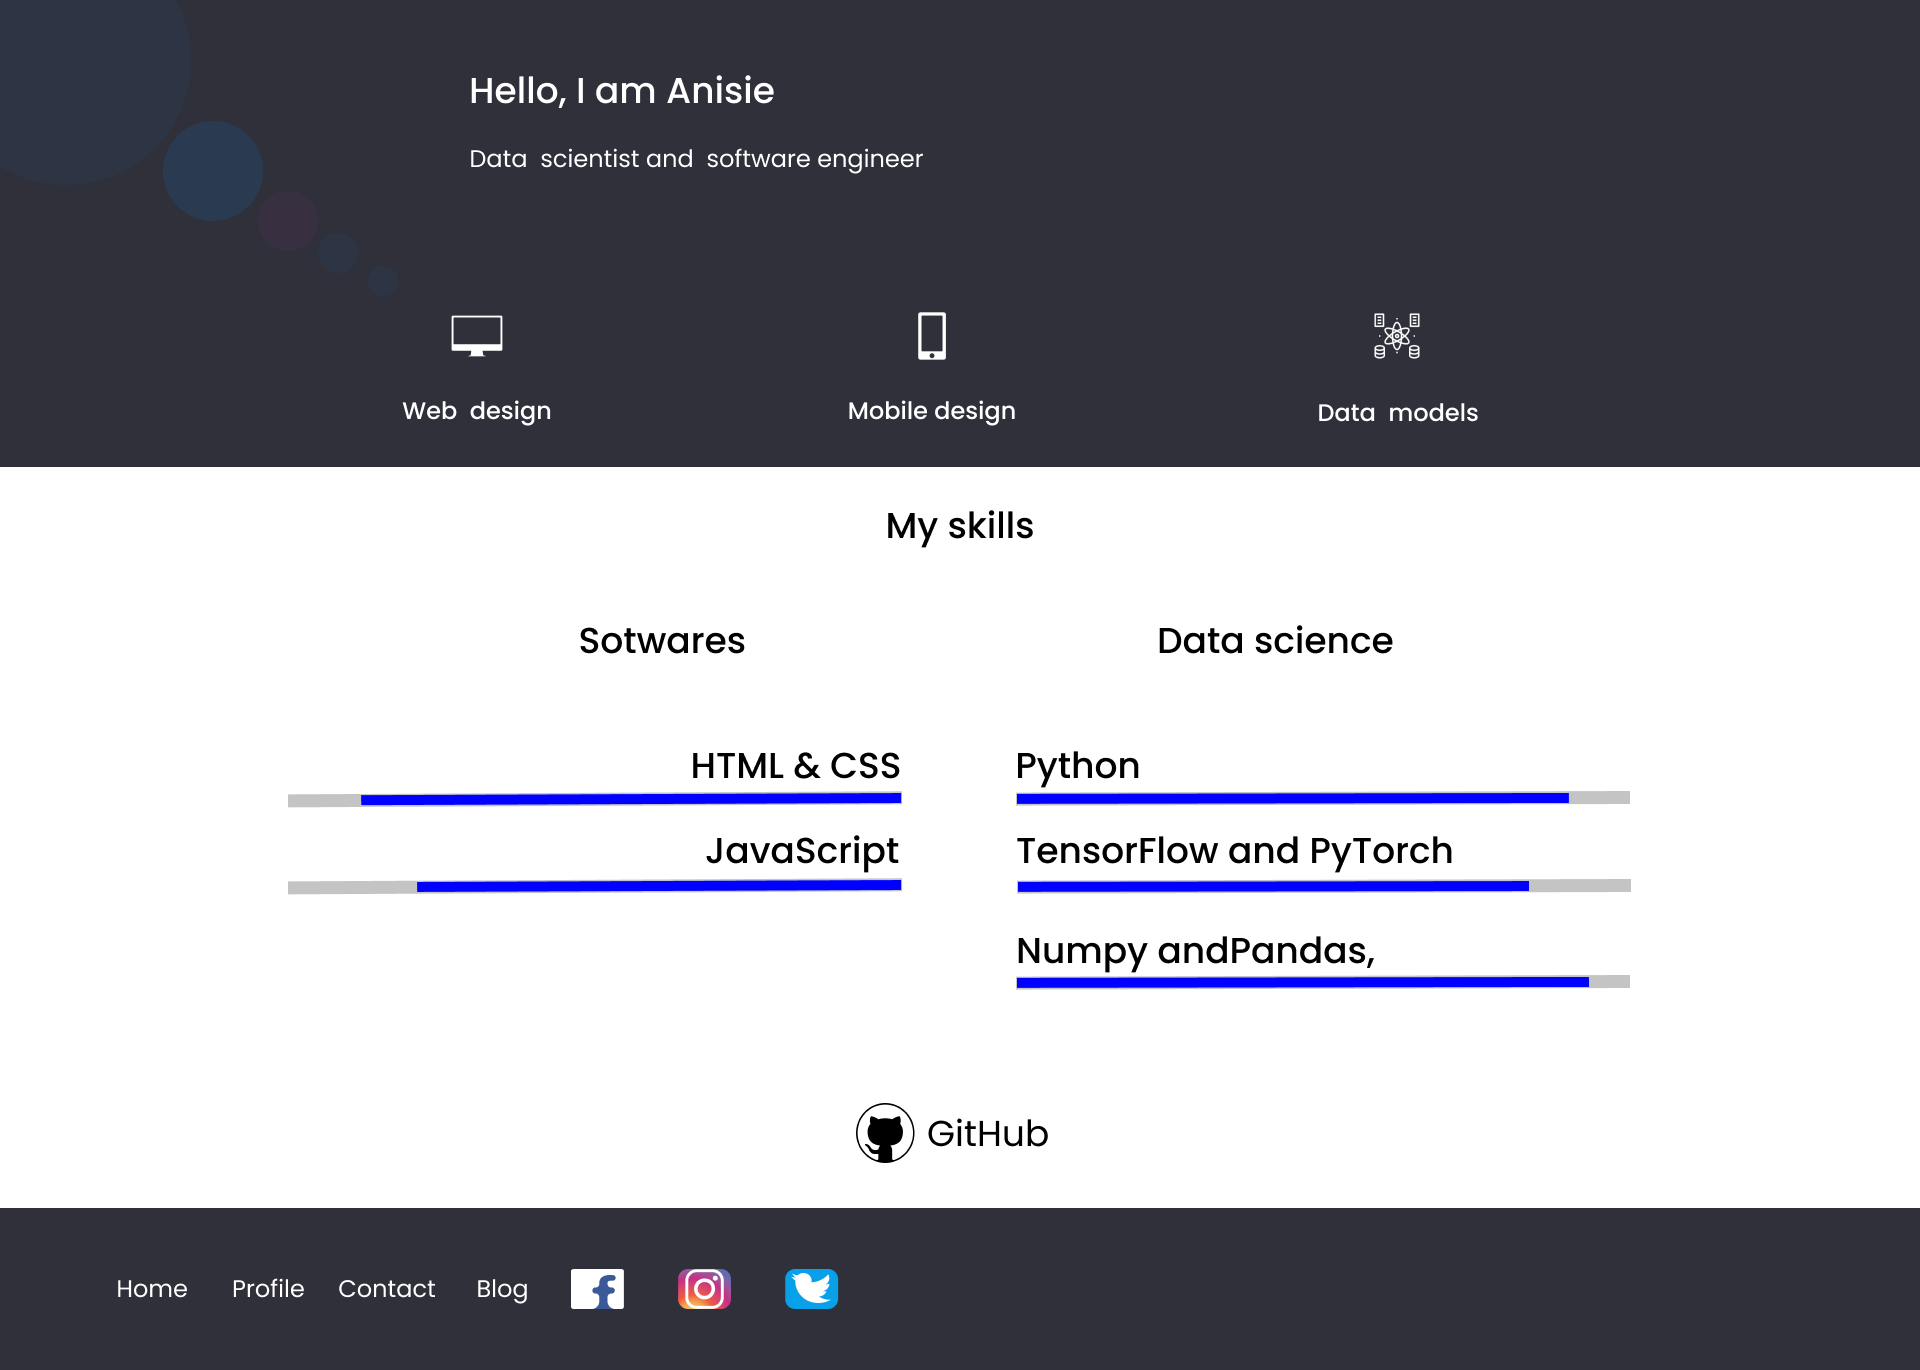 Hello, I am Anisie
Data  scientist and  software engineer
Web  design
Mobile design
Data  models
My skills
Sotwares
Data science
HTML & CSS
Python
JavaScript
TensorFlow and PyTorch
Numpy andPandas,
GitHub
Home
Profile
Contact
Blog